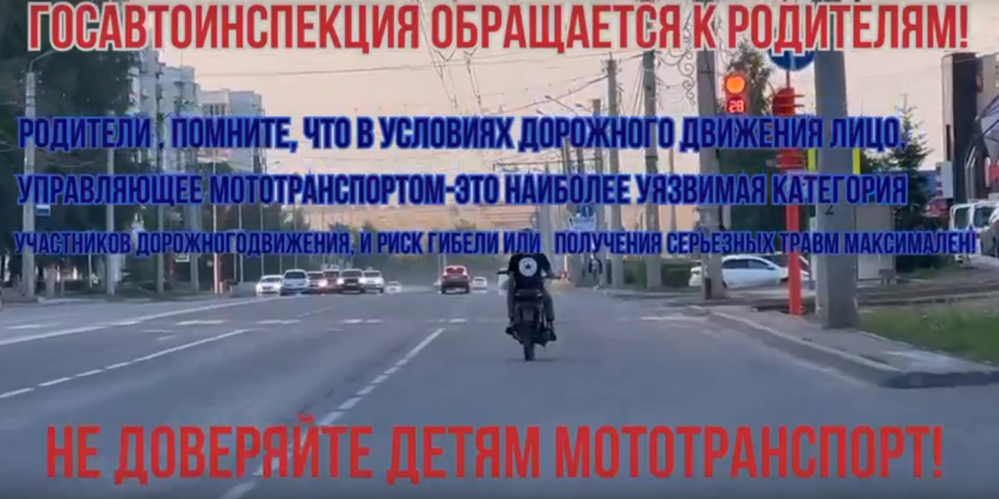 ГОСАВТОИНСПЕКЦИЯ ОБРАЩАЕТСЯ К РОДИТЕЛЯМ!
28
РОДИТЕЛИ , ПОМНИТЕ, ЧТО В УСЛОВИЯХ ДОРОЖНОГО ДВИЖЕНИЯ ЛИЦО,
УПРАВЛЯЮЩЕЕ МОТОТРАНСПОРТОМ-ЭТО НАИБОЛЕЕ УЯЗВИМАЯ КАТЕГОРИЯ
УЧАСТНИКОВ ДОРОЖНОГОДВИЖЕНИЯ, И РИСК ГИБЕЛИ ИЛИ ПОЛУЧЕНИЯ СЕРЬЕЗНЫХ ТРАВМ МАКСИМАЛЕН!
НЕ ДОВЕРЯЙТЕ ДЕТЯМ МОТОТРАНСПОРТ!